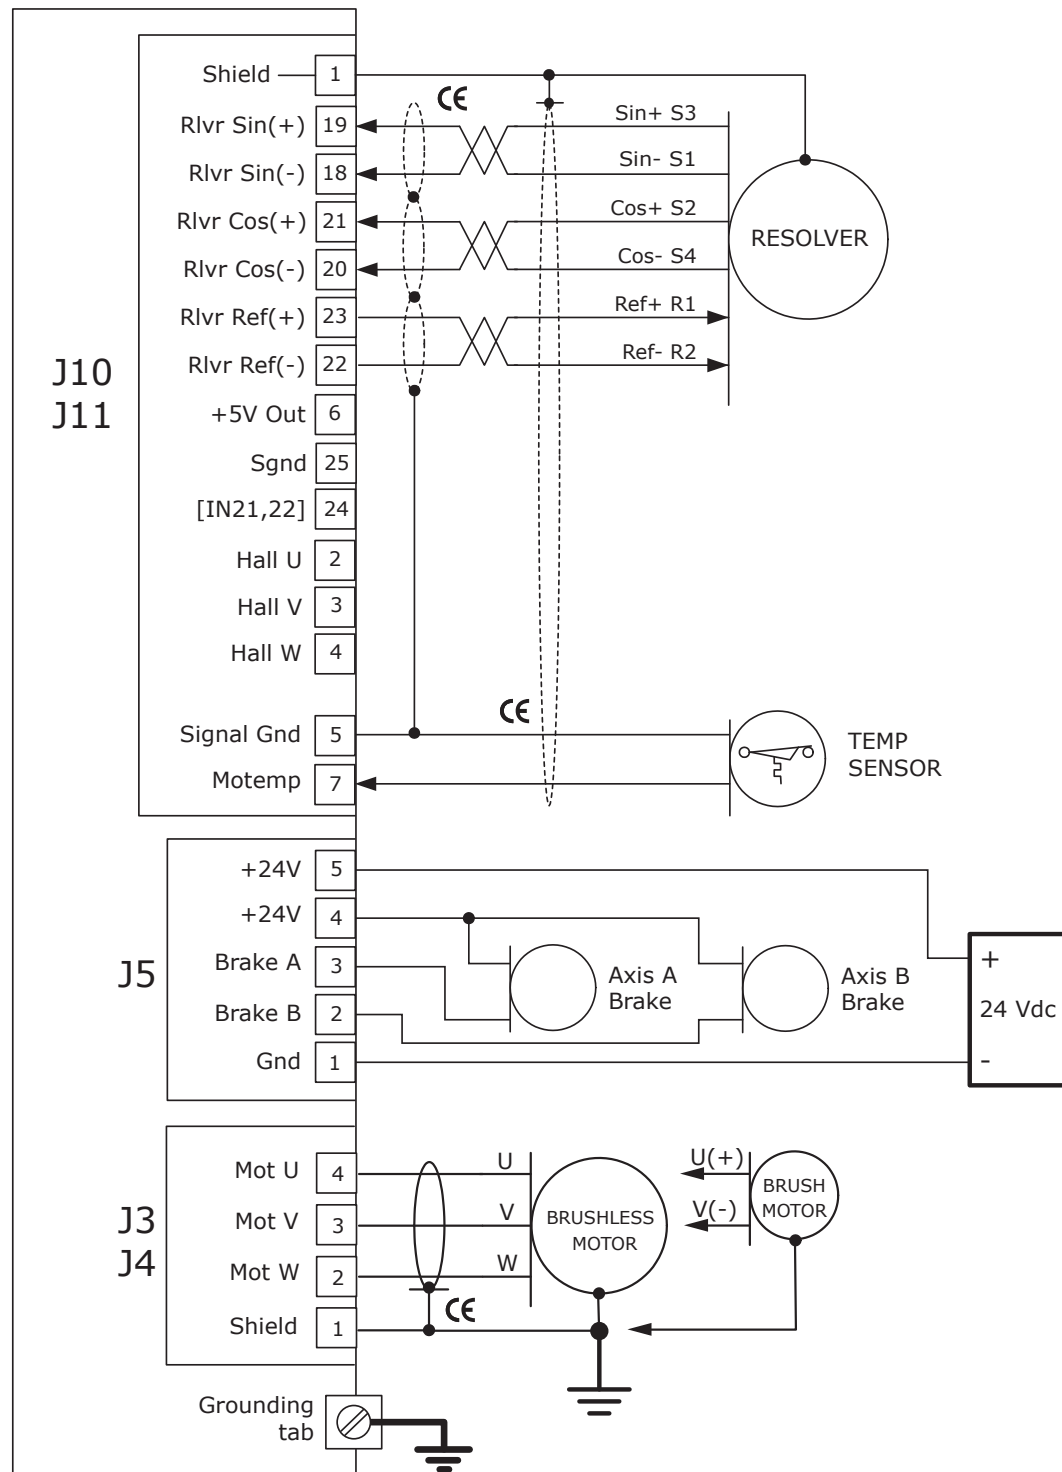 J10
J11
Shield 1
Rlvr Sin(+) 19 Sin+ S3
Rlvr Sin(-) 18 Sin- S1
Rlvr Cos(+) 21 Cos+ S2
Rlvr Cos(-) 20 Cos- S4
Rlvr Ref(+) 23 Ref+ R1
Rlvr Ref(-) 22 Ref- R2
CE
RESOLVER
+5V Out 6
Sgnd 25
[IN21,22] 24
Hall U 2
Hall V 3
Hall W 4
Signal Gnd 5
Motemp 7
CE
TEMP
SENSOR
J5
+24V 5
+24V 4
Brake A 3
Brake B 2
Gnd 1
Axis A
Brake
Axis B
Brake
+
24 Vdc
-
J3
J4
Mot U 4 U
Mot V 3 V
Mot W 2 W
Shield 1
CE
BRUSHLESS
MOTOR
U(+)
V(-)
BRUSH
MOTOR
Grounding
tab